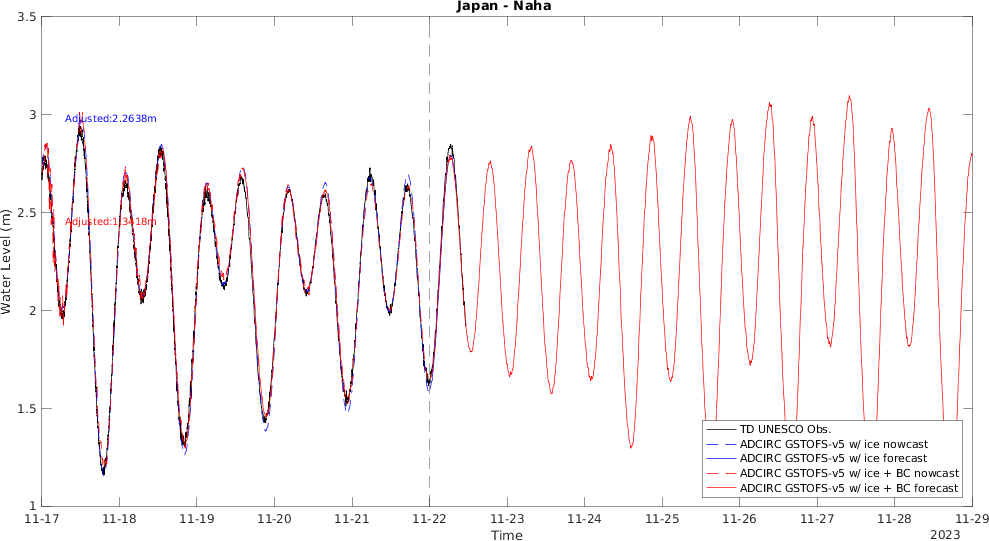 Japan - Naha
3.5
3
2.5
2
1.5
1
Water Level (m)
Adjusted:2.2638m
Adjusted:1.3418m
TD UNESCO Obs.
ADCIRC GSTOFS-v5 w/ ice nowcast
ADCIRC GSTOFS-v5 w/ ice forecast
ADCIRC GSTOFS-v5 w/ ice + BC nowcast
ADCIRC GSTOFS-v5 w/ ice + BC forecast
11-17 11-18 11-19 11-20 11-21 11-22 11-23 11-24 11-25 11-26 11-27 11-28 11-29
Time
2023